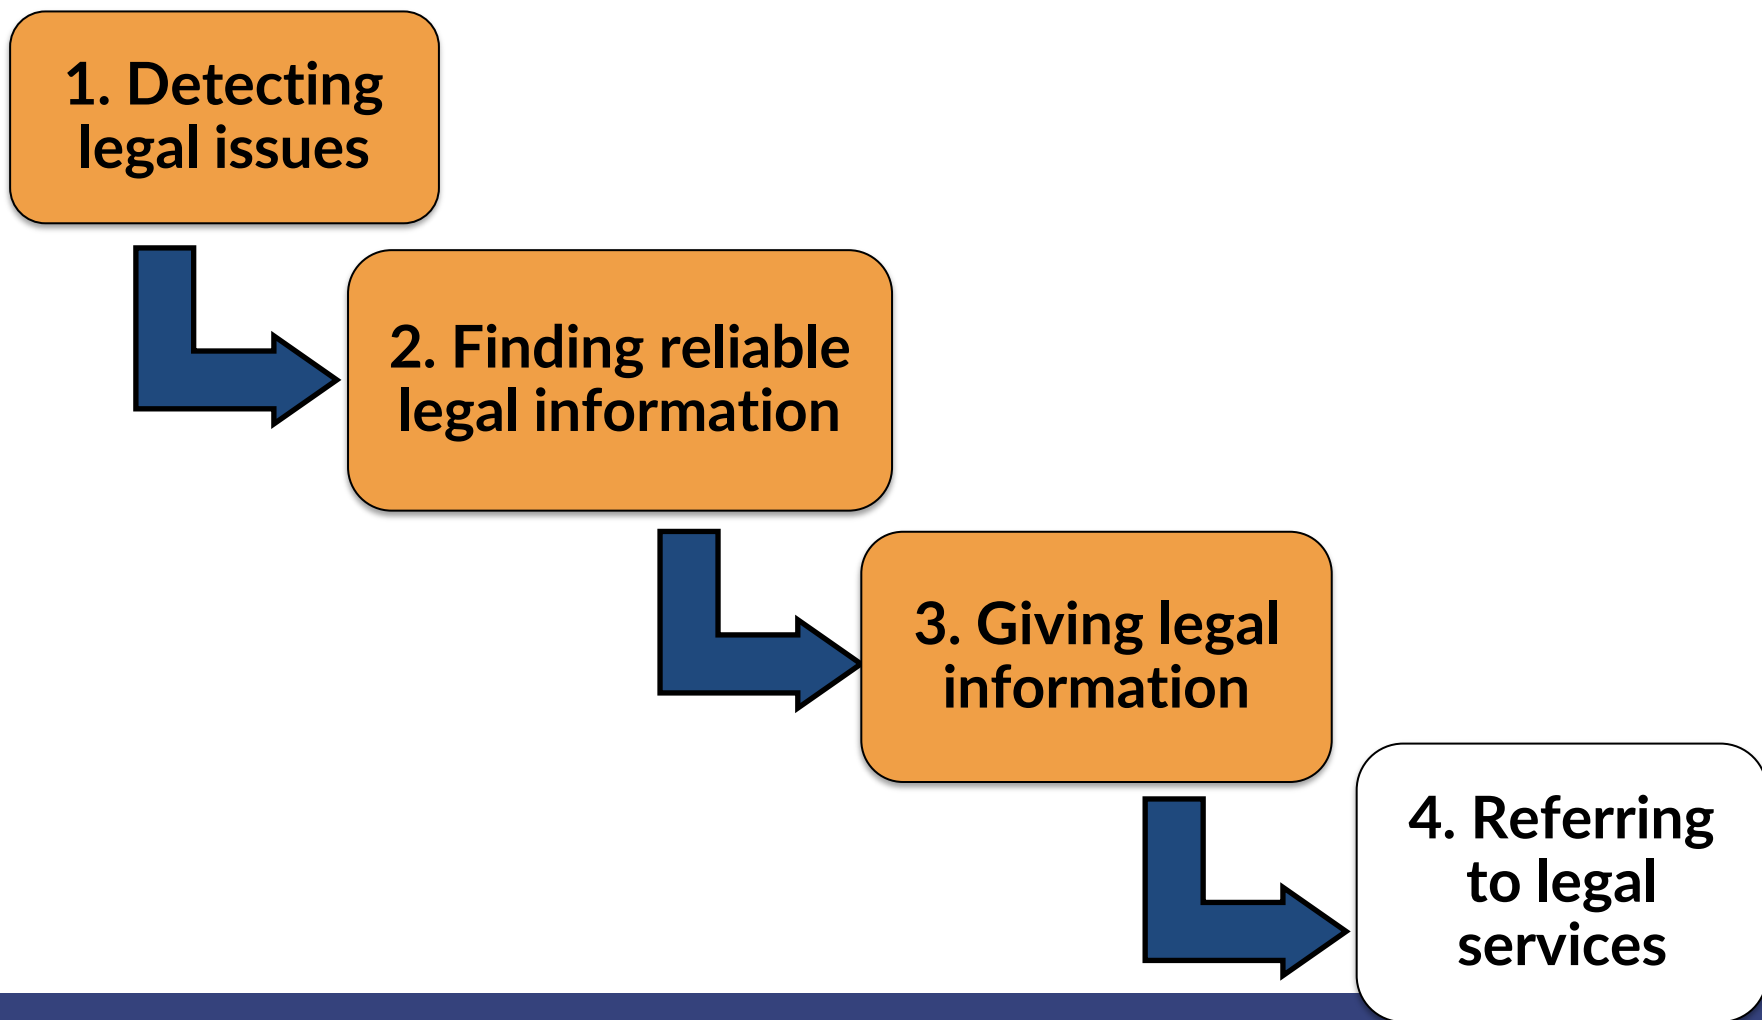 1. Detecting
legal issues
2. Finding reliable
legal information
3. Giving legal
information
4. Referring
to legal
services